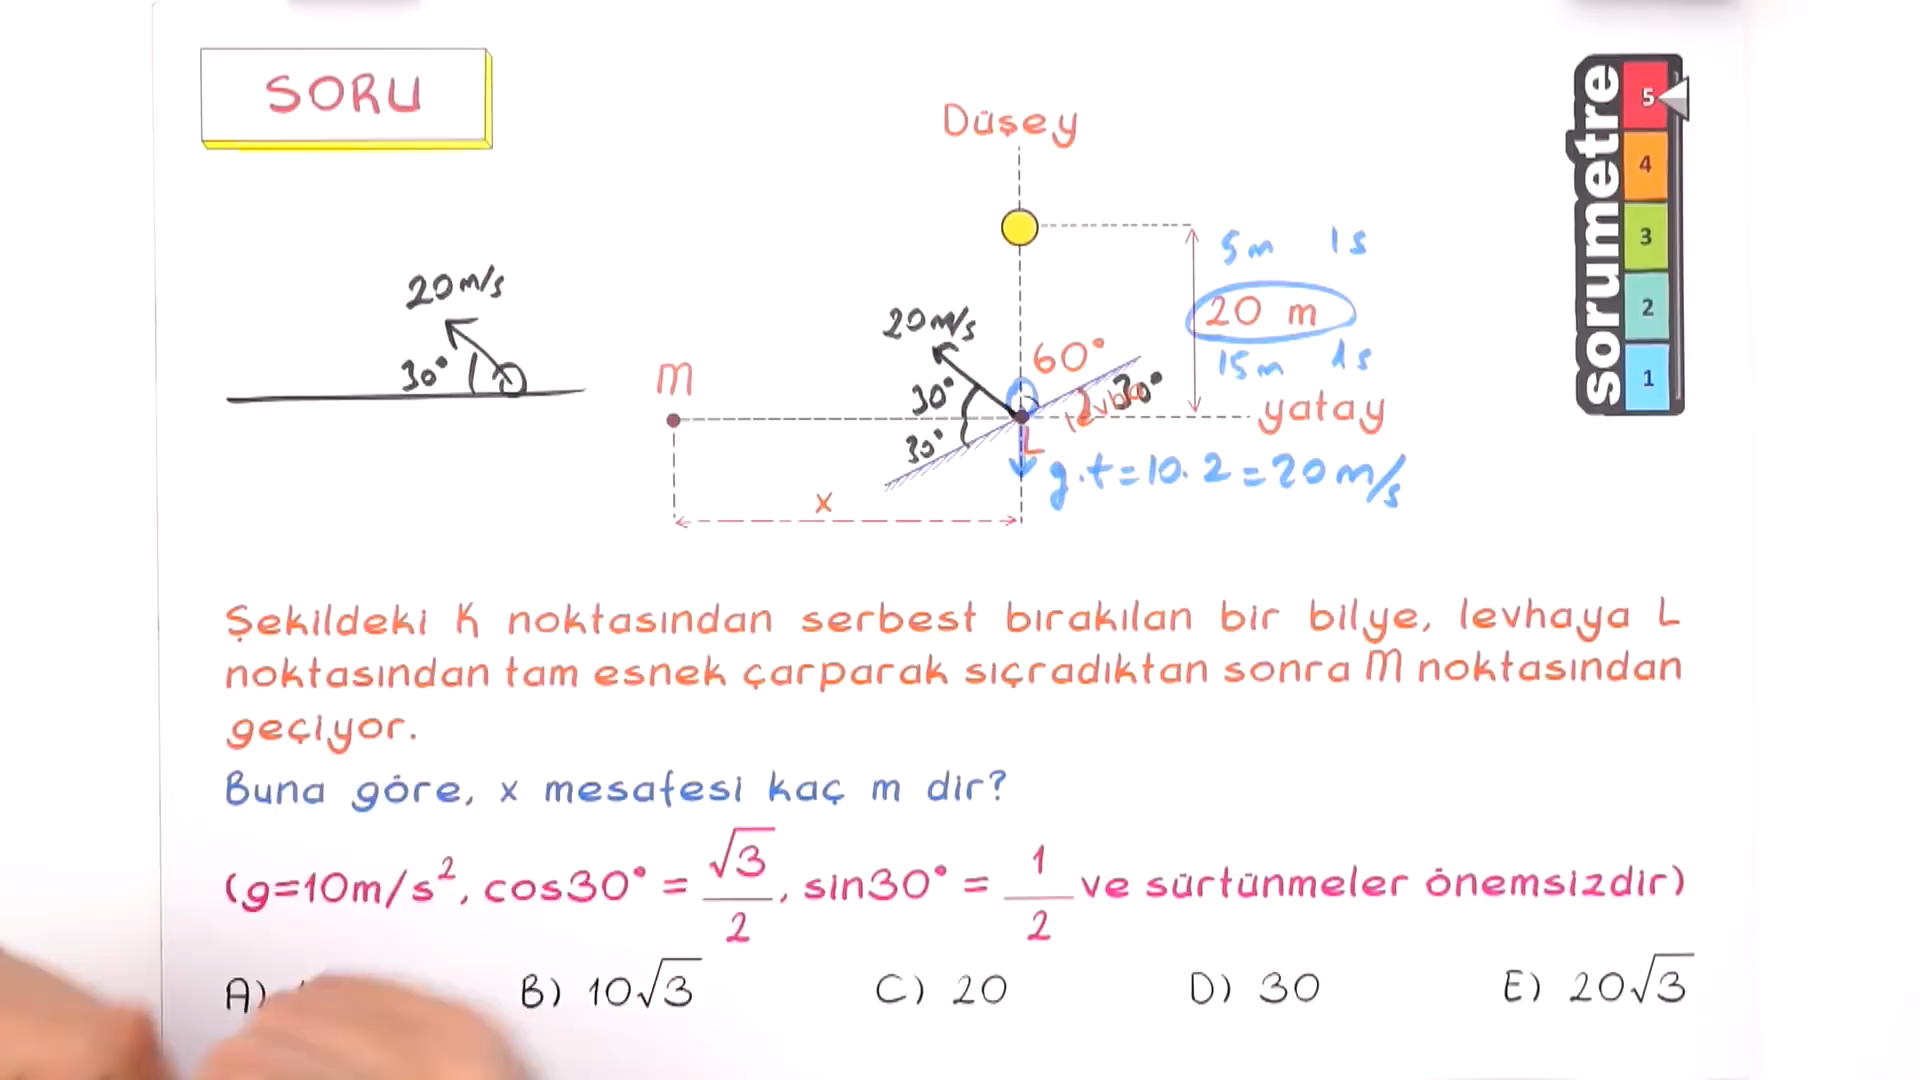 SORU
sorumetre
5
4
3
2
1
Düşey
5m 1s
20 m
15m 1s
20 m/s
30°
20 m/s
30°
30°
60°
30°
m
yatay
L
g.t=10.2=20m/s
x
Şekildeki K noktasından serbest bırakılan bir bilye, levhaya L
noktasından tam esnek çarparak sıçradıktan sonra M noktasından
geçiyor.
Buna göre, x mesafesi kaç m dir?
(g=10m/s², cos30° = √3/2, sin30° = 1/2 ve sürtünmeler önemsizdir)
A)
B) 10√3
C) 20
D) 30
E) 20√3